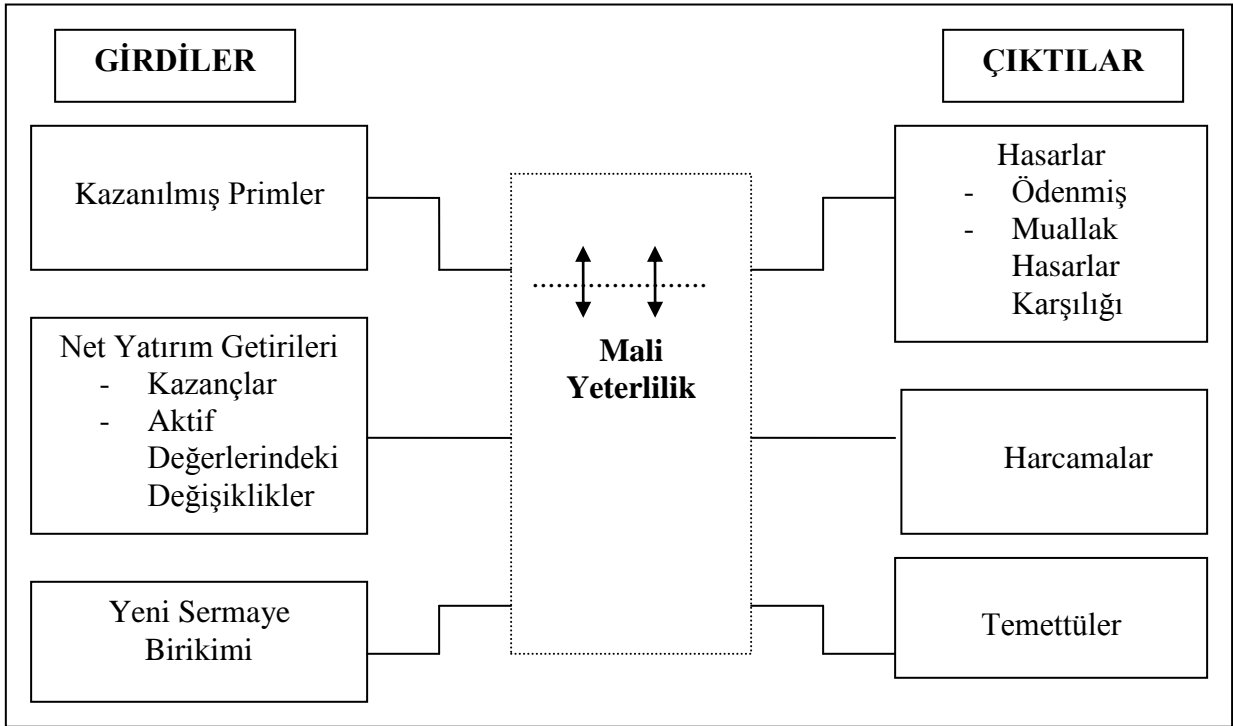 GİRDİLER
Kazanılmış Primler
Net Yatırım Getirileri
- Kazançlar
- Aktif
Değerlerindeki
Değişiklikler
Yeni Sermaye
Birikimi
Mali
Yeterlilik
ÇIKTILAR
Hasarlar
- Ödenmiş
- Muallak
Hasarlar
Karşılığı
Harcamalar
Temettüler